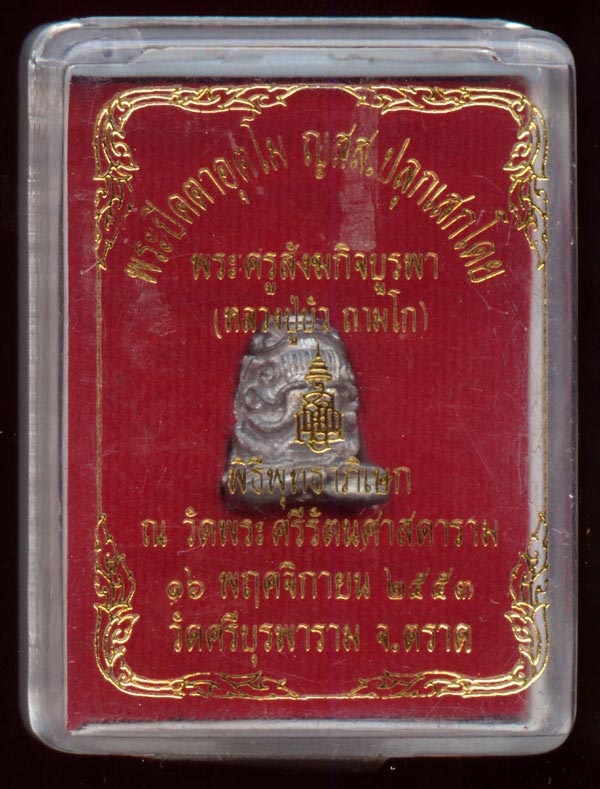 พระปิดตาอุตฺโม ญสส.ปลุกเสกโดย
พระครูสังฆกิจบูรพา
(หลวงปู่บัว ถามโก)
พิธีพุทธาภิเษก
ณ วัดพระศรีรัตนศาสดาราม
๑๖ พฤศจิกายน ๒๕๕๓
วัดศรีบุรพาราม จ.ตราด